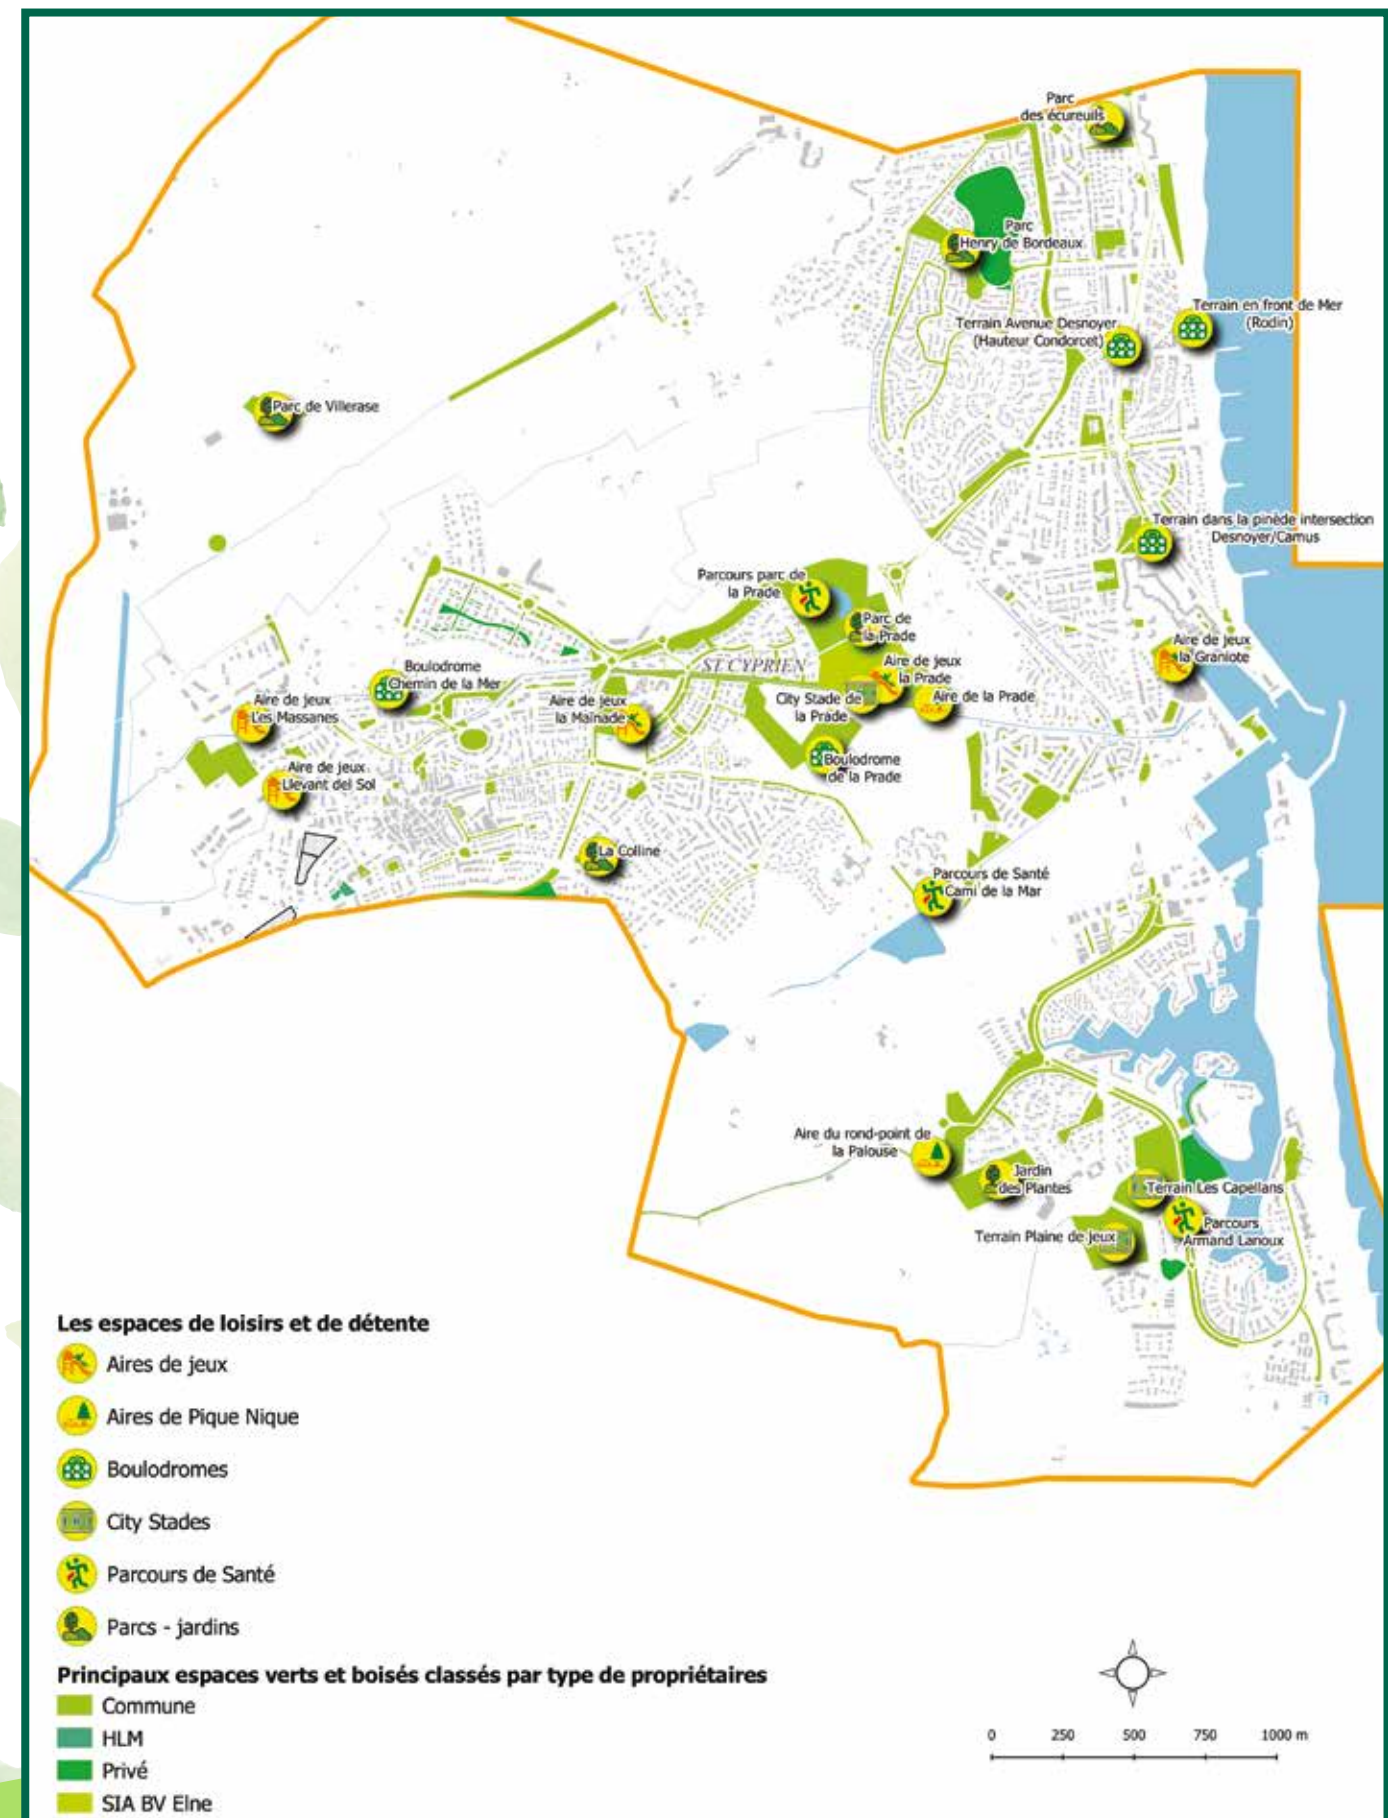 Parc
des écureuils
Parc
Henry de Bordeaux
Terrain en front de Mer
(Rodin)
Terrain Avenue Desnoyer
(Hauteur Condorcet)
Parc de Villerase
Terrain dans la pinède intersection
Desnoyer/Camus
Parcours parc de
la Prade
Parc de
la Prade
Aire de jeux
la Graniote
ST CYPRIEN
Aire de jeux
la Prade
Boulodrome
Chemin de la Mer
Aire de jeux
Les Massanes
Aire de jeux
la Mainade
City Stade de
la Prade
Aire de la Prade
Boulodrome
de la Prade
Aire de jeux
Llevant del Sol
La Colline
Parcours de Santé
Cami de la Mar
Aire du rond-point de
la Palouse
Jardin
des Plantes
Terrain Les Capellans
Parcours
Armand Lanoux
Terrain Plaine de jeux
Les espaces de loisirs et de détente
Aires de jeux
Aires de Pique Nique
Boulodromes
City Stades
Parcours de Santé
Parcs - jardins
Principaux espaces verts et boisés classés par type de propriétaires
Commune
HLM
Privé
SIA BV Elne
0 250 500 750 1000 m